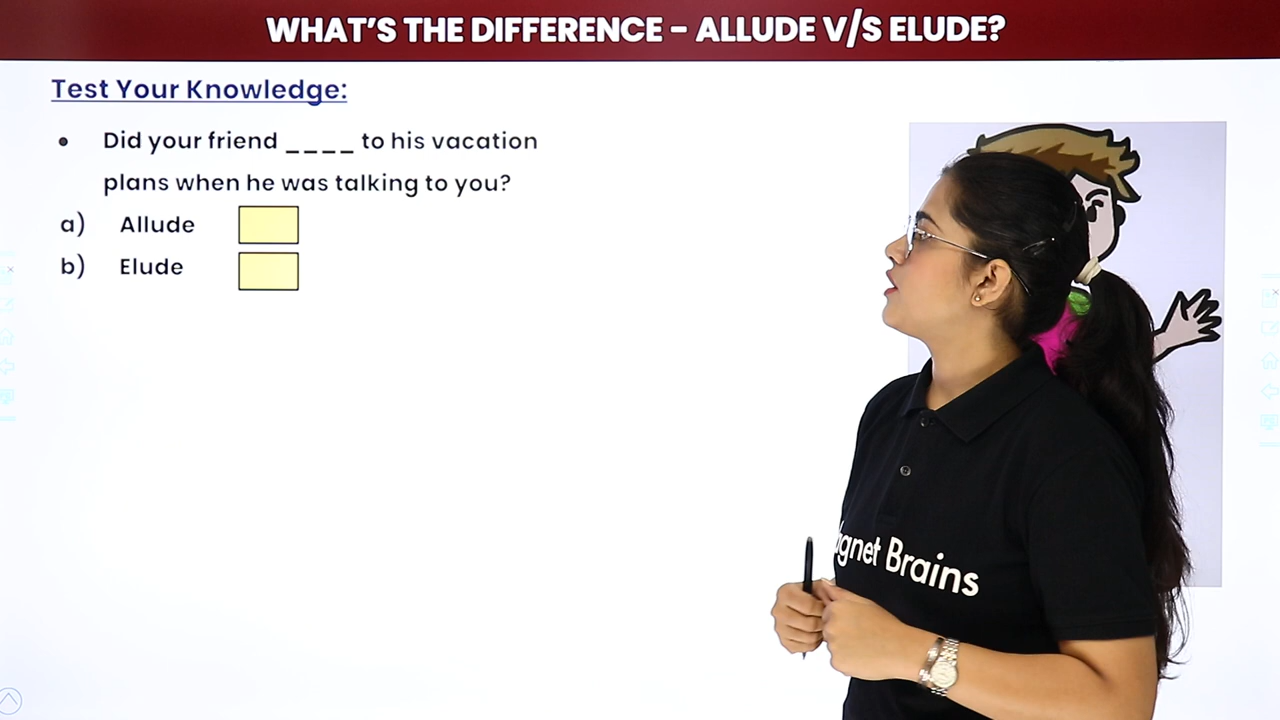 WHAT'S THE DIFFERENCE - ALLUDE V/S ELUDE?
Test Your Knowledge:
• Did your friend ____ to his vacation
plans when he was talking to you?
a) Allude
b) Elude
Brains